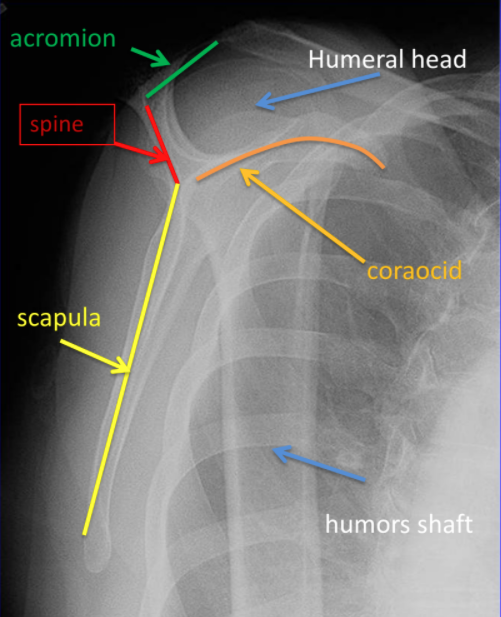 acromion
Humeral head
spine
coraocid
scapula
humors shaft